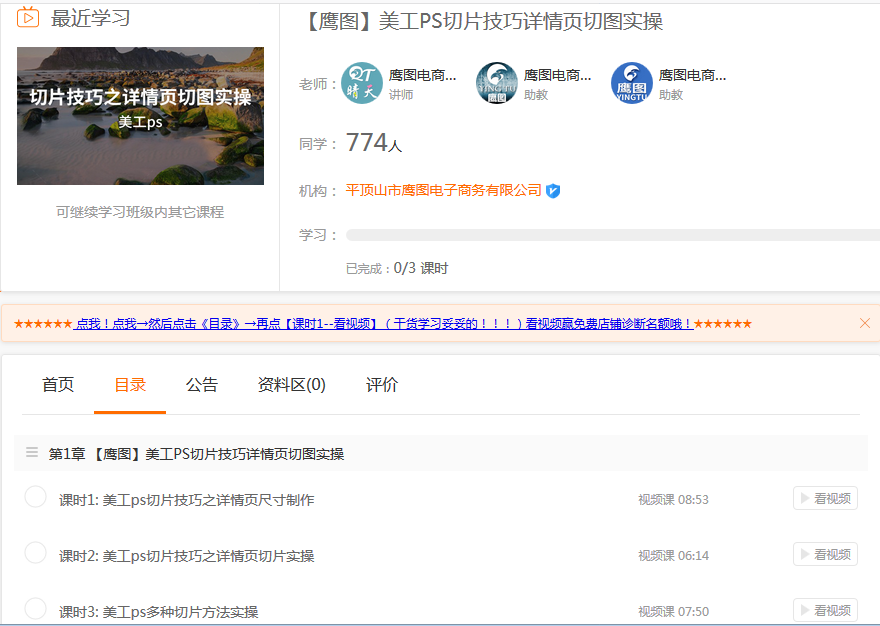 最近学习
切片技巧之详情页切图实操
美工ps
可继续学习班级内其它课程
【鹰图】美工PS切片技巧详情页切图实操
老师：
QT
晴天
鹰图电商...
讲师
YINGTU
鹰图
鹰图电商...
助教
鹰图
YINGTU
鹰图电商...
助教
同学： 774人
机构： 平顶山市鹰图电子商务有限公司
学习：
已完成：0/3 课时
★★★★★★ 点我！点我→然后点击《目录》→再点【课时1--看视频】（干货学习妥妥的！！！）看视频赢免费店铺诊断名额哦！★★★★★★
首页 目录 公告 资料区(0) 评价
第1章 【鹰图】美工PS切片技巧详情页切图实操
课时1: 美工ps切片技巧之详情页尺寸制作 视频课 08:53 看视频
课时2: 美工ps切片技巧之详情页切片实操 视频课 06:14 看视频
课时3: 美工ps多种切片方法实操 视频课 07:50 看视频